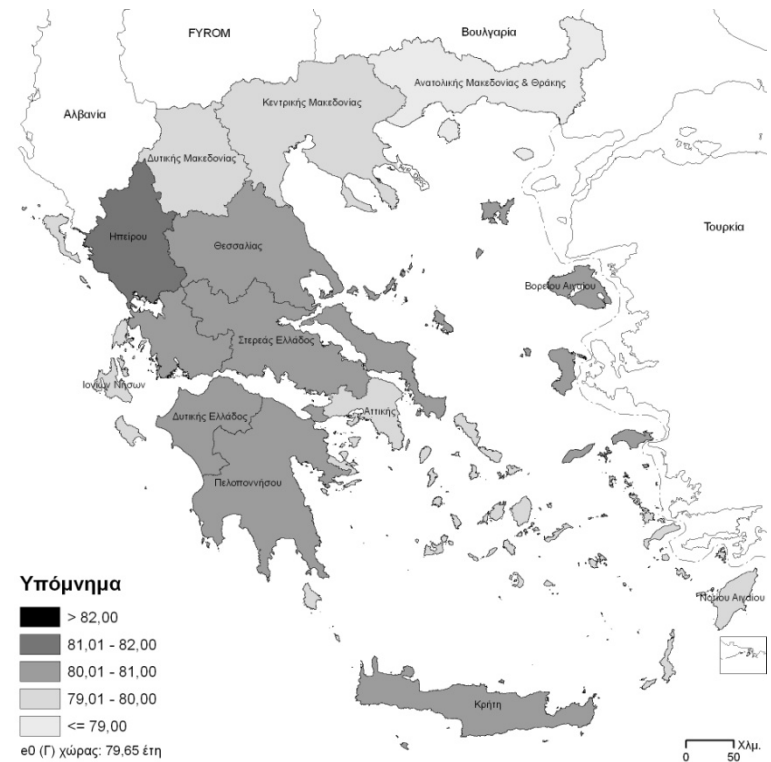 FYROM
Βουλγαρία
Ανατολικής Μακεδονίας & Θράκης
Κεντρικής Μακεδονίας
Αλβανία
Δυτικής Μακεδονίας
Τουρκία
Ηπείρου
Θεσσαλίας
Βορείου Αιγαίου
Στερεάς Ελλάδος
Ιονίων Νήσων
Δυτικής Ελλάδος
Αττικής
Πελοποννήσου
Νοτίου Αιγαίου
Κρήτη
Υπόμνημα
> 82,00
81,01 - 82,00
80,01 - 81,00
79,01 - 80,00
<= 79,00
e0 (Γ) χώρας: 79,65 έτη
Χλμ.
0 50